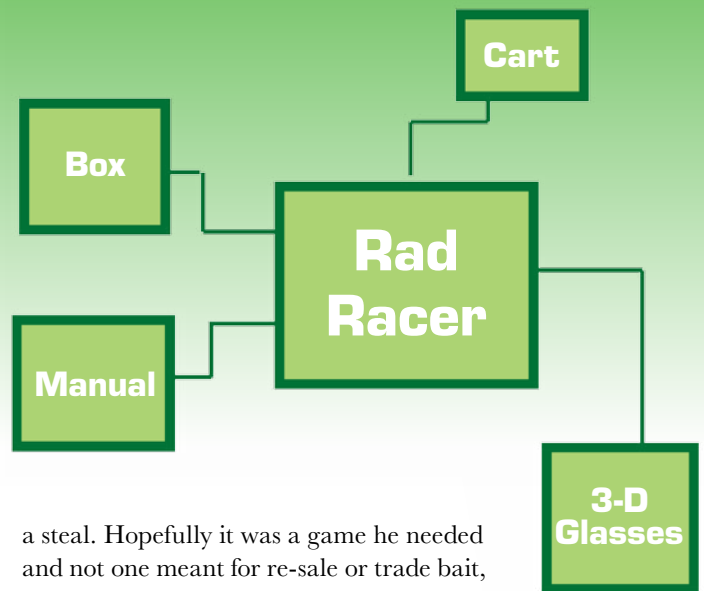 Cart
Box
Rad
Racer
Manual
3-D
Glasses
a steal. Hopefully it was a game he needed
and not one meant for re-sale or trade bait,